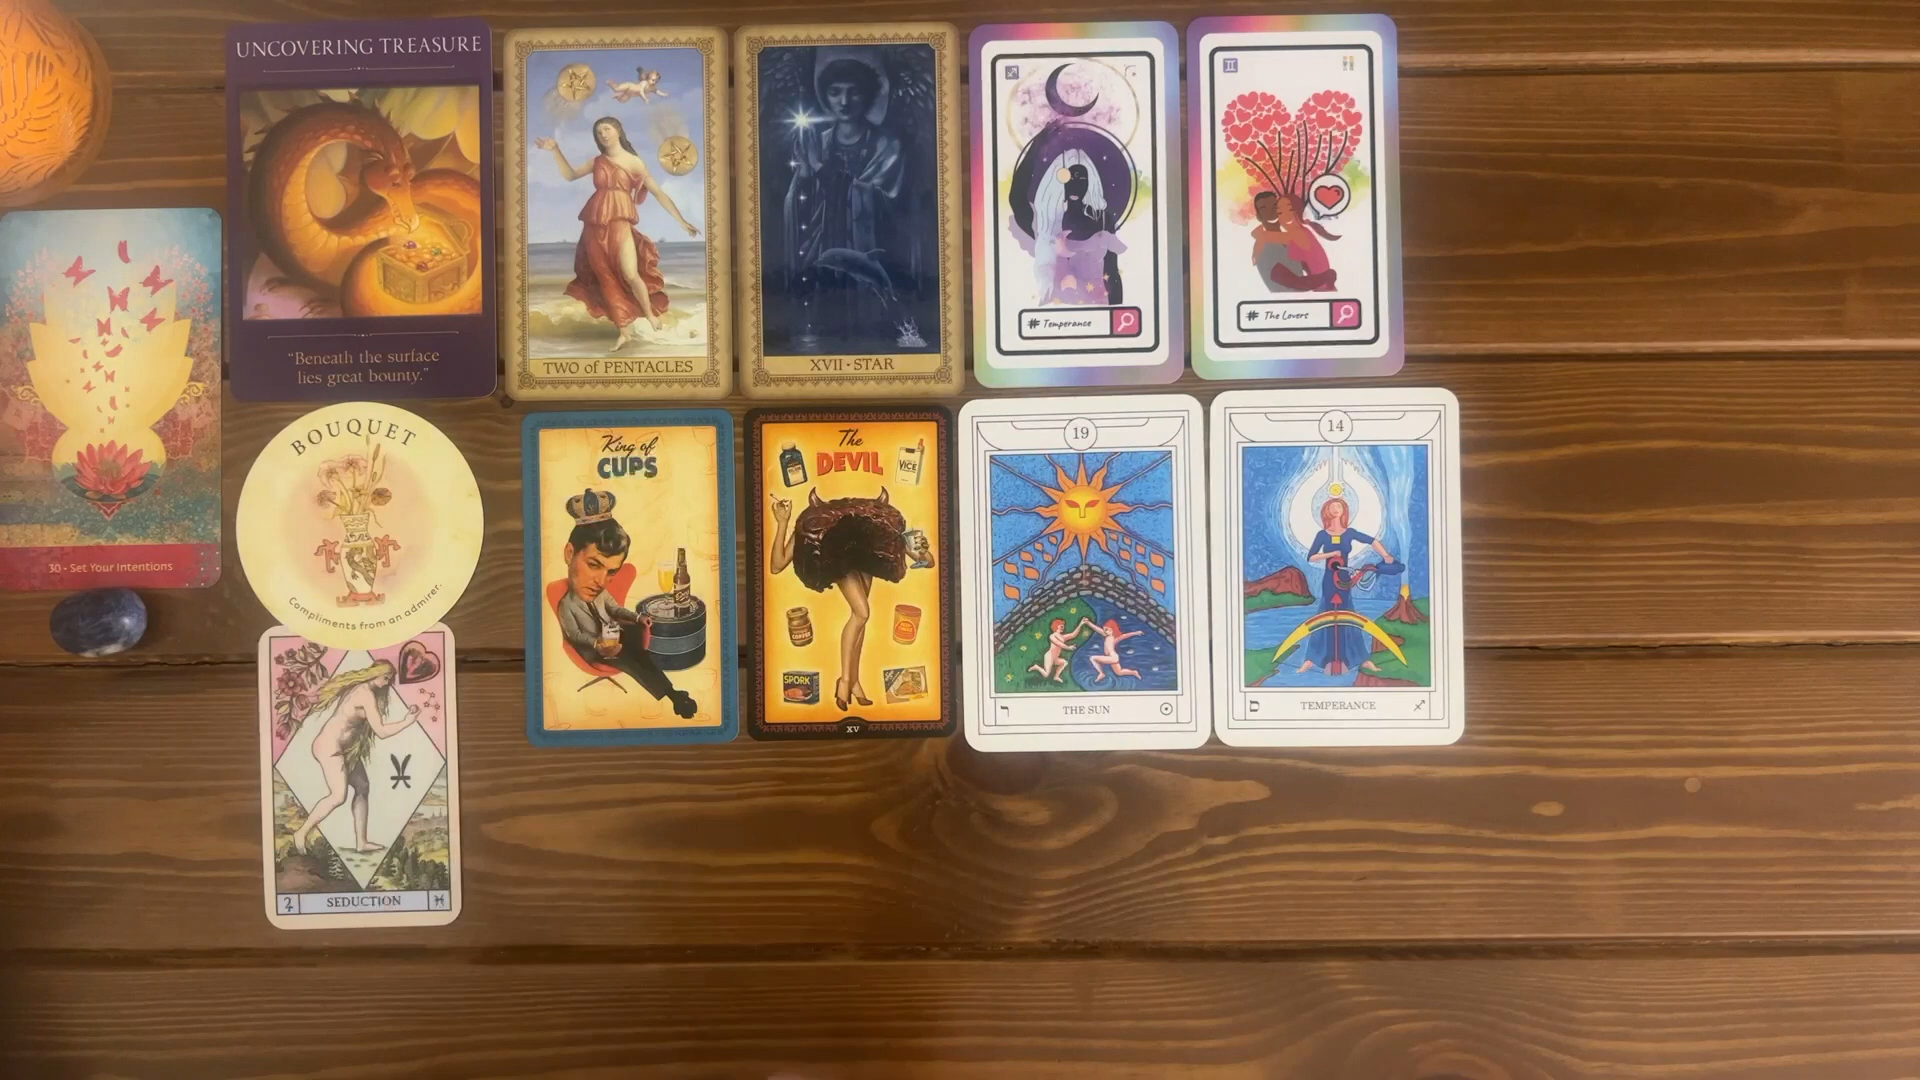 UNCOVERING TREASURE
"Beneath the surface
lies great bounty."
TWO of PENTACLES
XVII • STAR
# Temperance
# The Lovers
30 - Set Your Intentions
BOUQUET
Compliments from an admirer.
King of
CUPS
The
DEVIL
VICE
SPORK
XV
19
THE SUN
14
TEMPERANCE
SEDUCTION